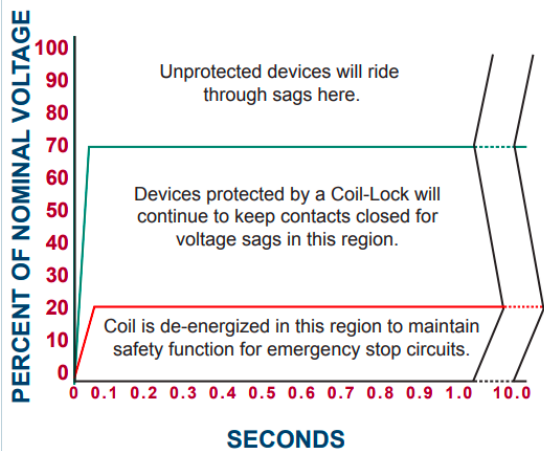 PERCENT OF NOMINAL VOLTAGE
100
90
80
70
60
50
40
30
20
10
0
Unprotected devices will ride
through sags here.
Devices protected by a Coil-Lock will
continue to keep contacts closed for
voltage sags in this region.
Coil is de-energized in this region to maintain
safety function for emergency stop circuits.
0 0.1 0.2 0.3 0.4 0.5 0.6 0.7 0.8 0.9 1.0 10.0
SECONDS